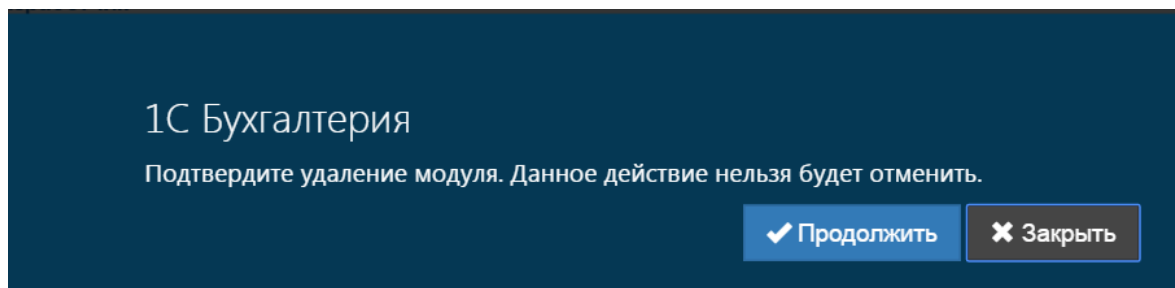 1С Бухгалтерия
Подтвердите удаление модуля. Данное действие нельзя будет отменить.
Продолжить
Закрыть